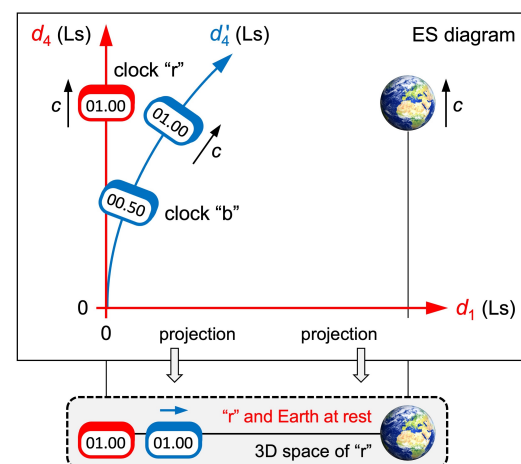 d4 (Ls)
d4' (Ls)
ES diagram
clock “r”
c
01.00
01.00
c
c
00.50
clock “b”
0
d1 (Ls)
0
projection
projection
“r” and Earth at rest
01.00
01.00
3D space of “r”